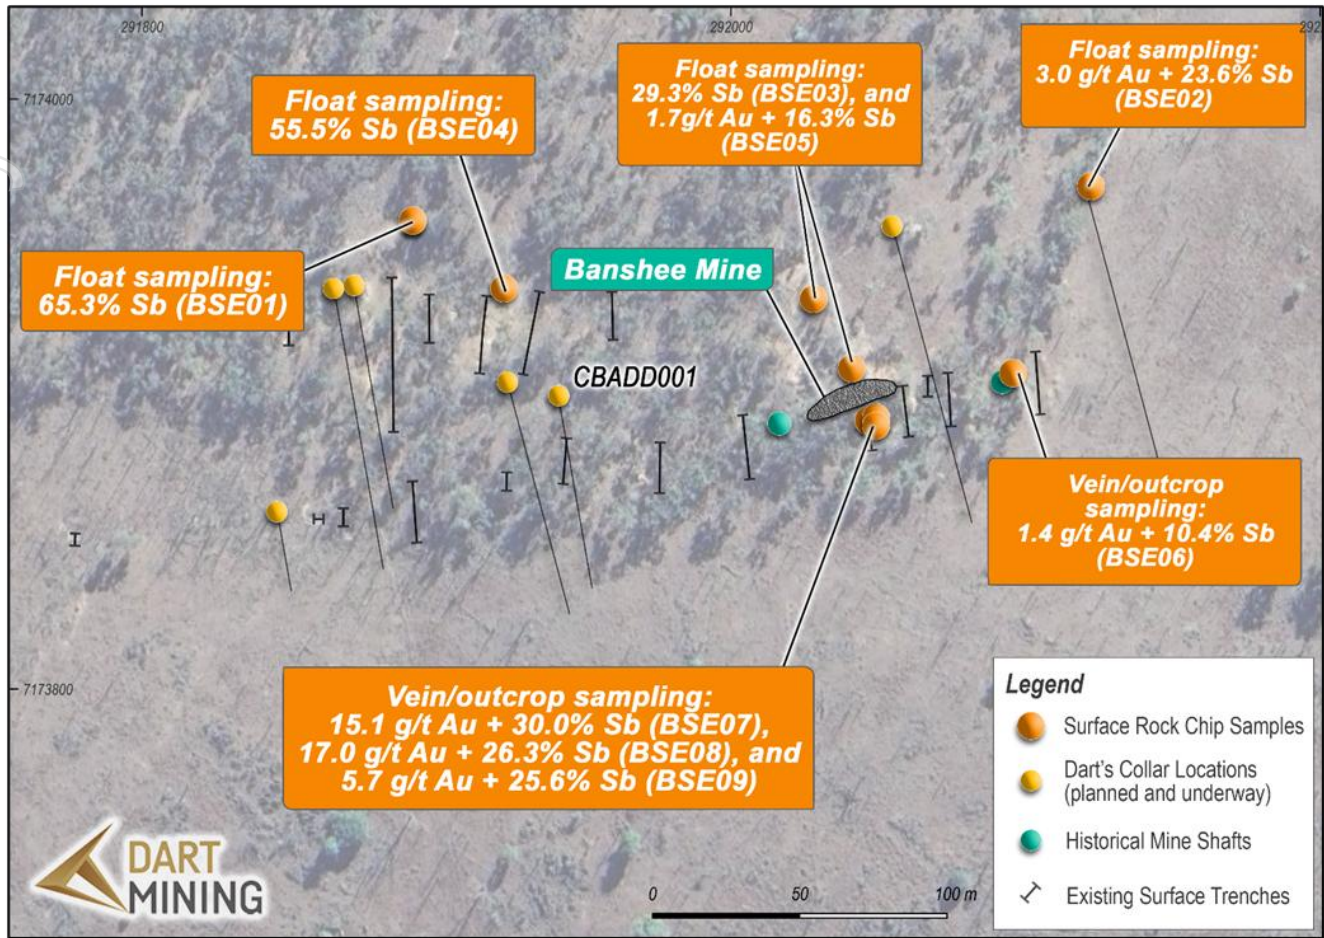 291800
292000
292
7174000
Float sampling:
55.5% Sb (BSE04)
Float sampling:
29.3% Sb (BSE03), and
1.7g/t Au + 16.3% Sb
(BSE05)
Float sampling:
3.0 g/t Au + 23.6% Sb
(BSE02)
Float sampling:
65.3% Sb (BSE01)
Banshee Mine
CBADD001
Vein/outcrop
sampling:
1.4 g/t Au + 10.4% Sb
(BSE06)
7173800
Vein/outcrop sampling:
15.1 g/t Au + 30.0% Sb (BSE07),
17.0 g/t Au + 26.3% Sb (BSE08), and
5.7 g/t Au + 25.6% Sb (BSE09)
Legend
Surface Rock Chip Samples
Dart's Collar Locations
(planned and underway)
Historical Mine Shafts
Existing Surface Trenches
DART
MINING
0 50 100 m